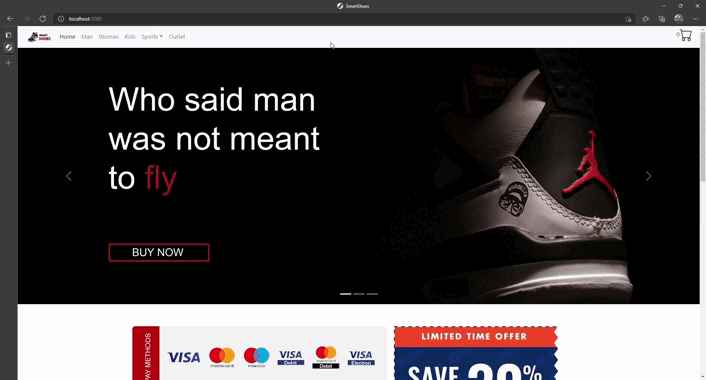 SmartShoes
localhost:3000
SMART
SHOES
Home Man Woman Kids Sports Outlet
0
Who said man
was not meant
to fly
BUY NOW
PAY METHODS
VISA mastercard maestro VISA Debit mastercard Debit VISA Electron
LIMITED TIME OFFER
SAVE 20%